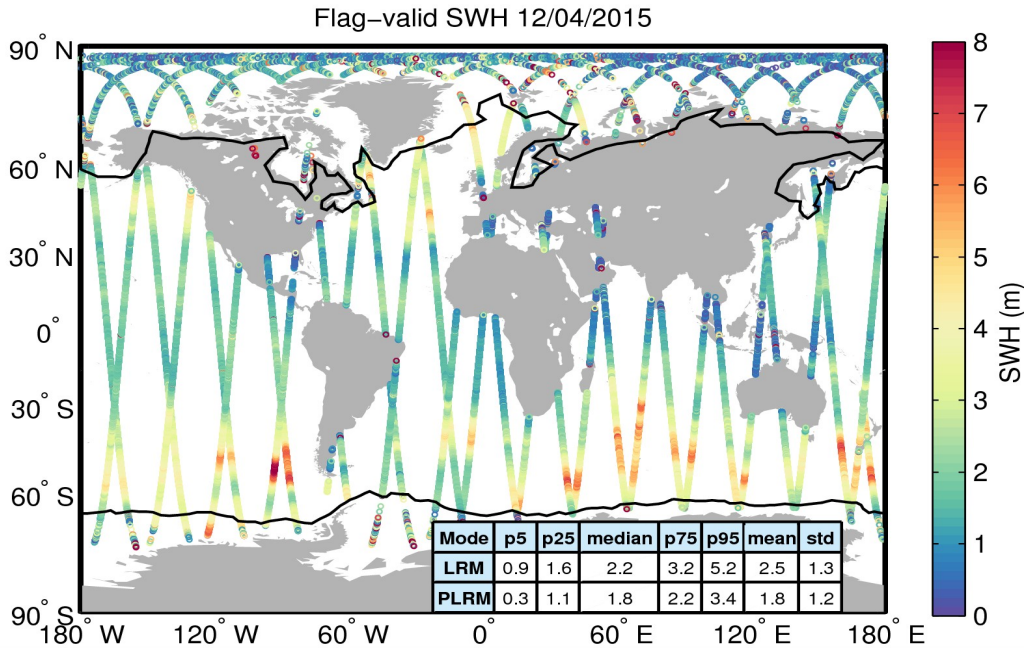 Flag−valid SWH 12/04/2015
90° N
60° N
30° N
0°
30° S
60° S
90° S
180° W
120° W
60° W
0°
60° E
120° E
180° E
8
7
6
5
4
3
2
1
0
SWH (m)
Mode p5 p25 median p75 p95 mean std
LRM 0.9 1.6 2.2 3.2 5.2 2.5 1.3
PLRM 0.3 1.1 1.8 2.2 3.4 1.8 1.2